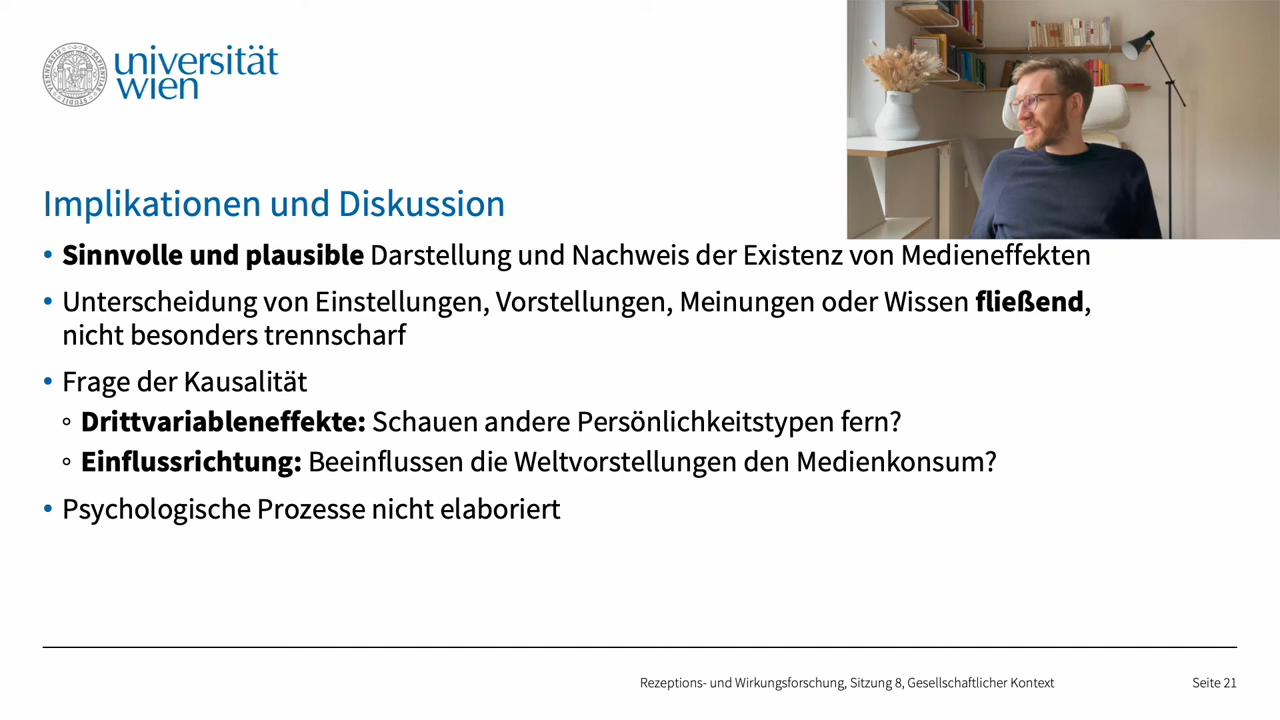 universität
wien
Implikationen und Diskussion
• Sinnvolle und plausible Darstellung und Nachweis der Existenz von Medieneffekten
• Unterscheidung von Einstellungen, Vorstellungen, Meinungen oder Wissen fließend,
nicht besonders trennscharf
• Frage der Kausalität
◦ Drittvariableneffekte: Schauen andere Persönlichkeitstypen fern?
◦ Einflussrichtung: Beeinflussen die Weltvorstellungen den Medienkonsum?
• Psychologische Prozesse nicht elaboriert
Rezeptions- und Wirkungsforschung, Sitzung 8, Gesellschaftlicher Kontext
Seite 21